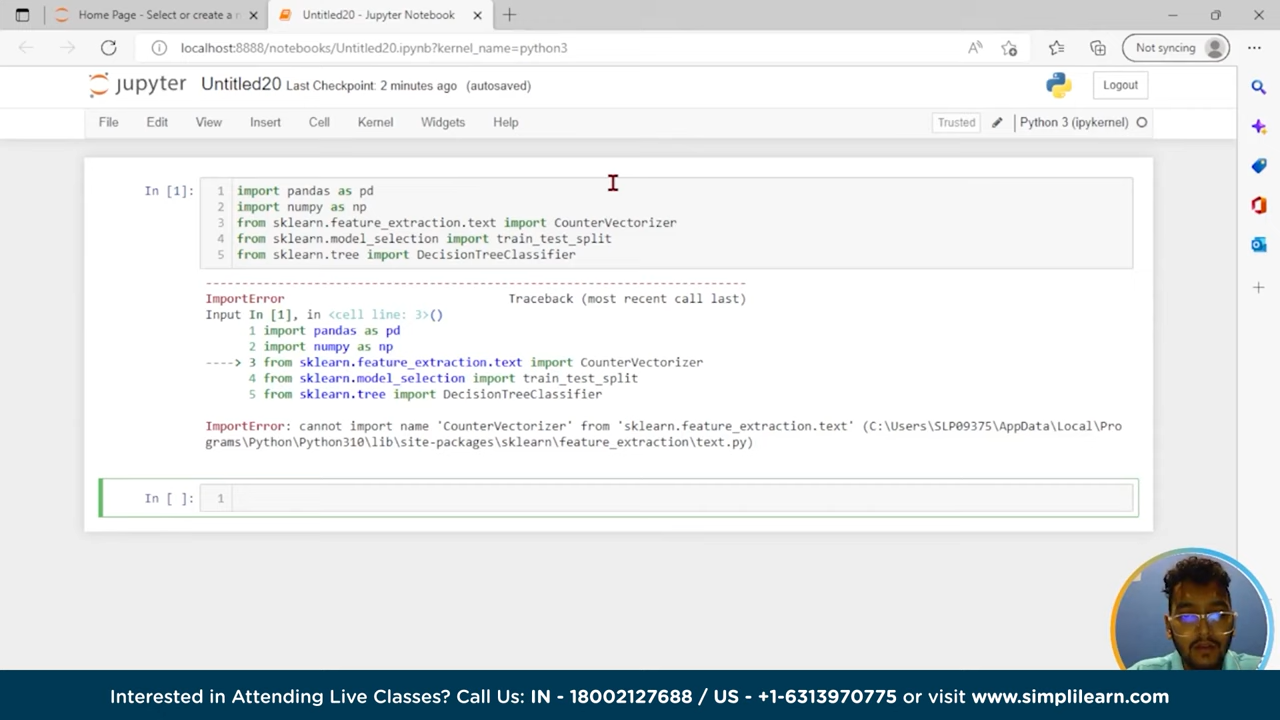 Home Page - Select or create a n
Untitled20 - Jupyter Notebook
localhost:8888/notebooks/Untitled20.ipynb?kernel_name=python3
Not syncing
jupyter Untitled20 Last Checkpoint: 2 minutes ago (autosaved)
Logout
File Edit View Insert Cell Kernel Widgets Help
Trusted
Python 3 (ipykernel)
In [1]:
1 import pandas as pd
2 import numpy as np
3 from sklearn.feature_extraction.text import CounterVectorizer
4 from sklearn.model_selection import train_test_split
5 from sklearn.tree import DecisionTreeClassifier
---------------------------------------------------------------------------
ImportError Traceback (most recent call last)
Input In [1], in <cell line: 3>()
1 import pandas as pd
2 import numpy as np
----> 3 from sklearn.feature_extraction.text import CounterVectorizer
4 from sklearn.model_selection import train_test_split
5 from sklearn.tree import DecisionTreeClassifier
ImportError: cannot import name 'CounterVectorizer' from 'sklearn.feature_extraction.text' (C:\Users\SLP09375\AppData\Local\Pro
grams\Python\Python310\lib\site-packages\sklearn\feature_extraction\text.py)
In [ ]: 1
Interested in Attending Live Classes? Call Us: IN - 18002127688 / US - +1-6313970775 or visit www.simplilearn.com